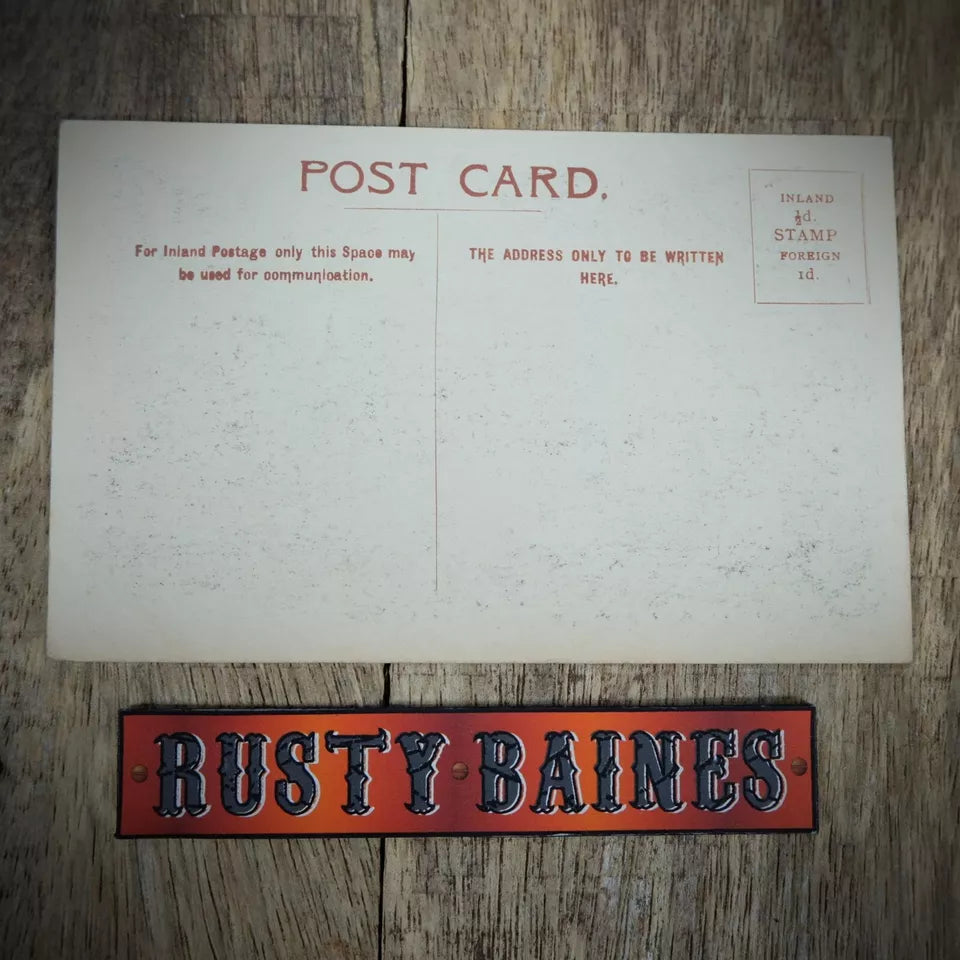 POST CARD.
For Inland Postage only this Space may
be used for communication.
THE ADDRESS ONLY TO BE WRITTEN
HERE.
INLAND
½d.
STAMP
FOREIGN
1d.
RUSTY BAINES